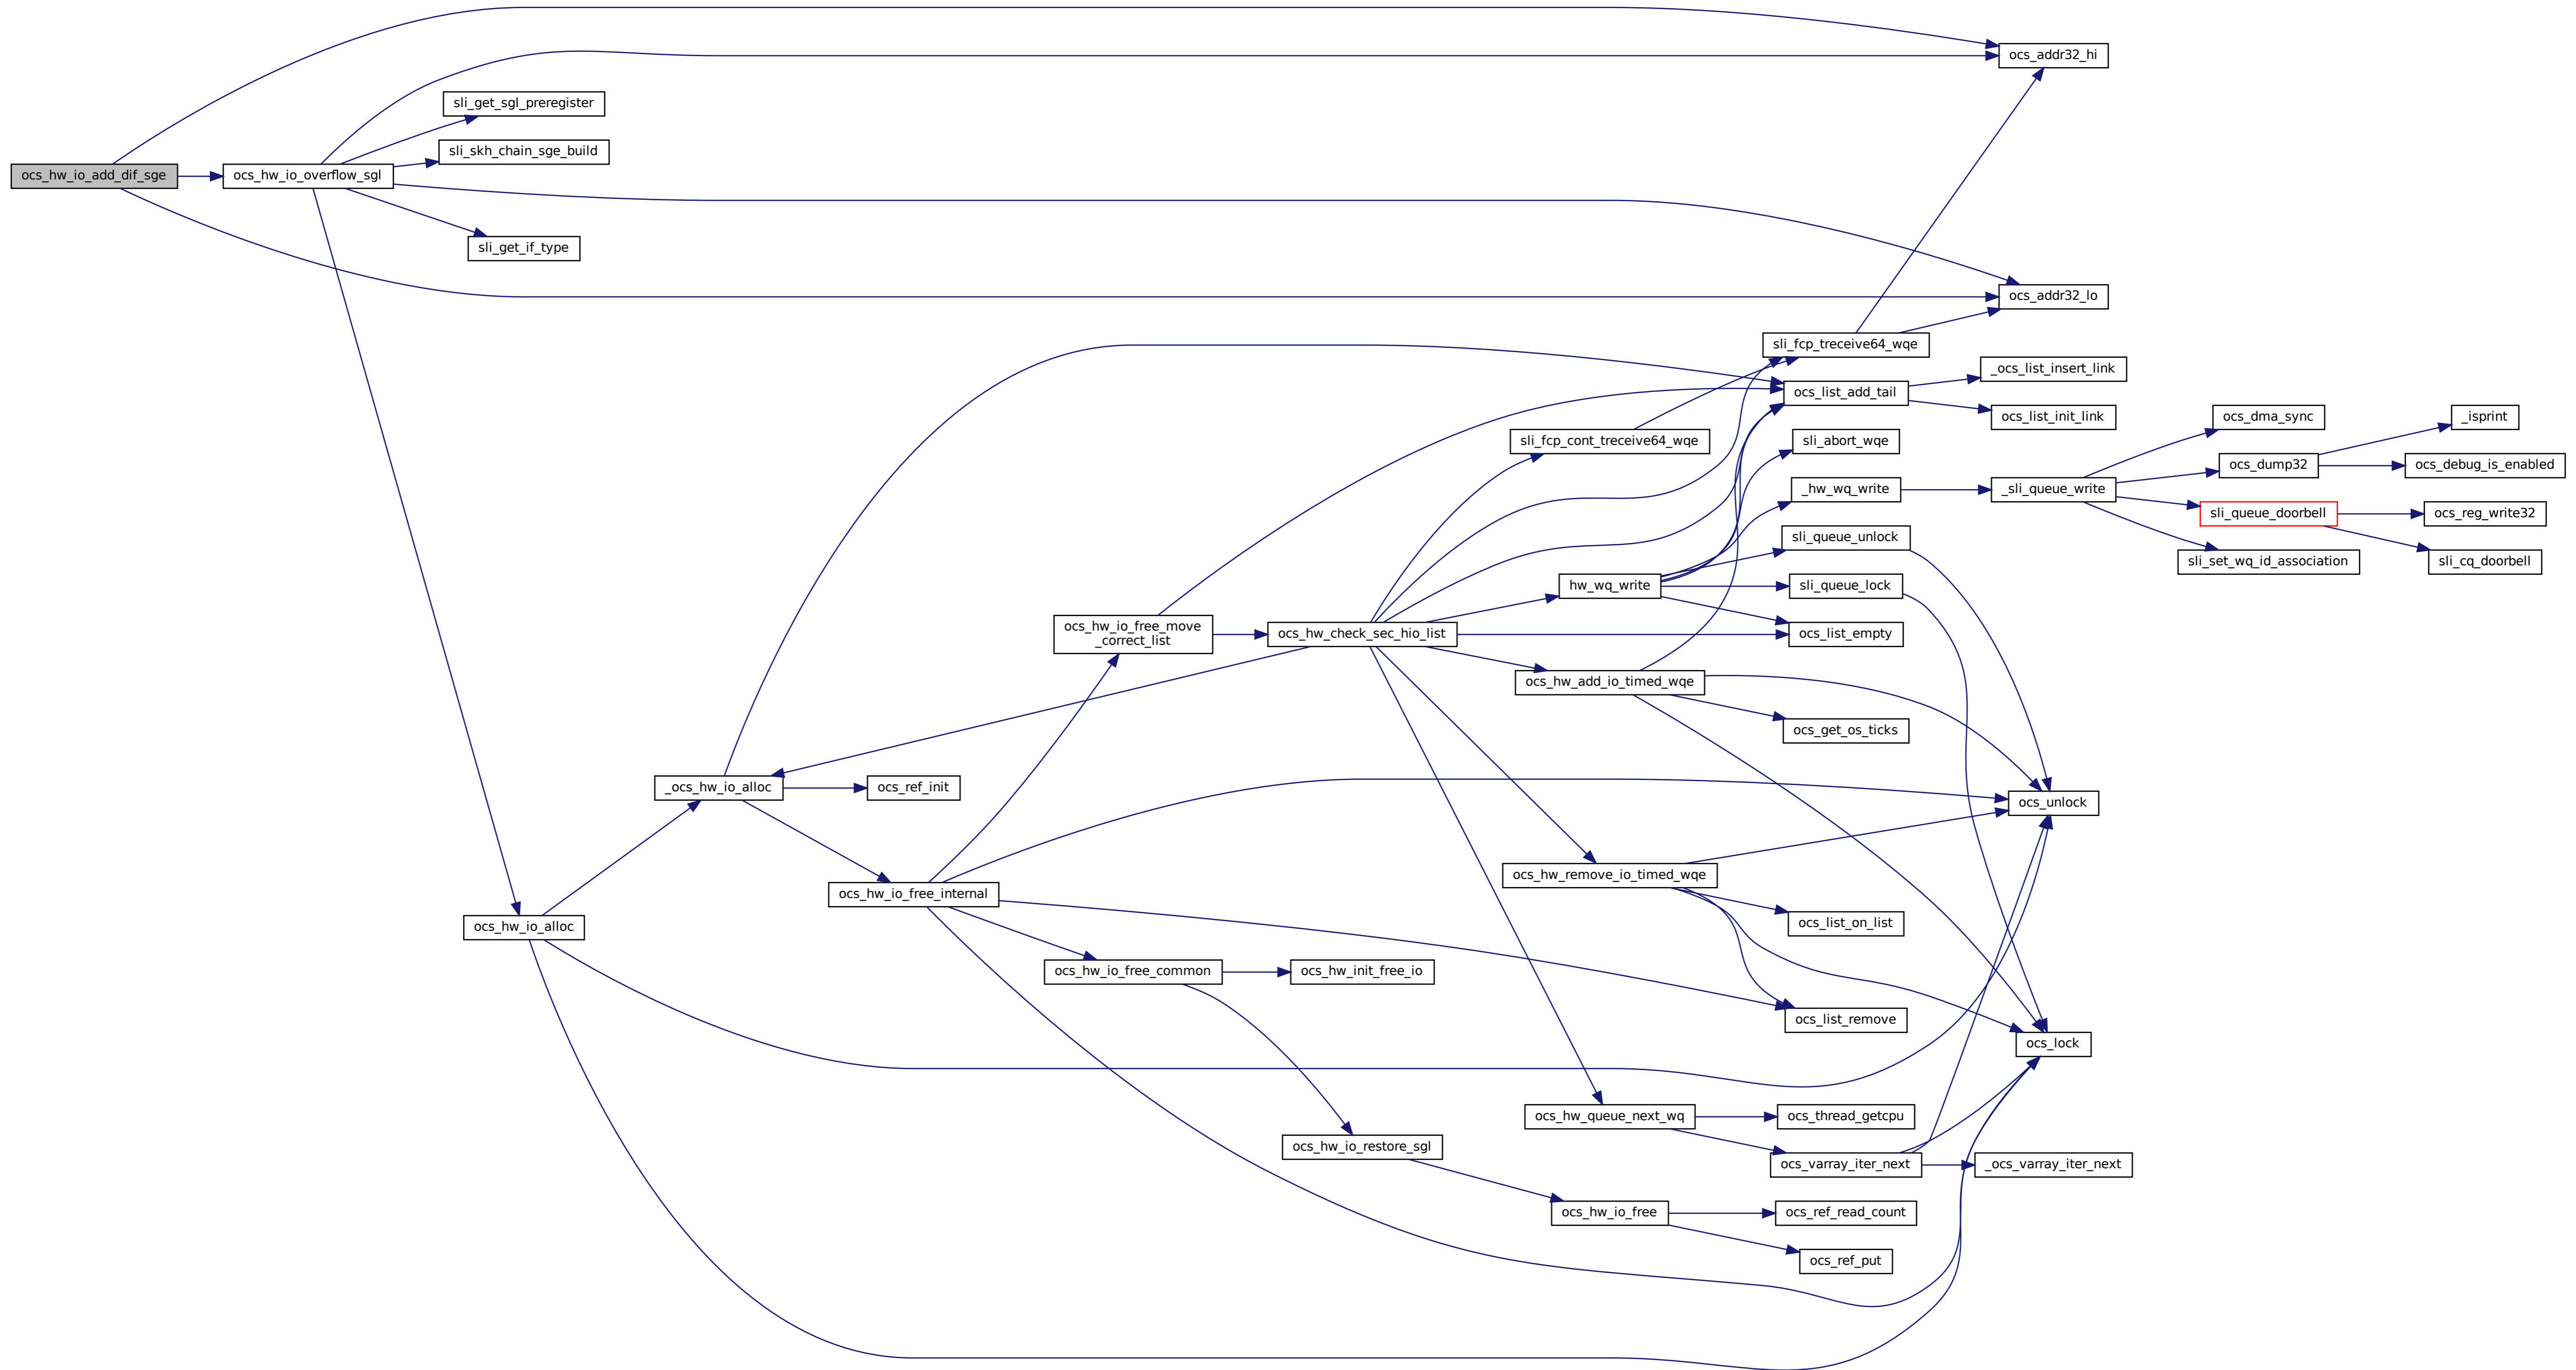 ocs_hw_io_add_dif_sge
ocs_hw_io_overflow_sgl
sli_get_sgl_preregister
sli_skh_chain_sge_build
sli_get_if_type
ocs_hw_io_alloc
_ocs_hw_io_alloc
ocs_ref_init
ocs_hw_io_free_internal
ocs_hw_io_free_move
_correct_list
ocs_hw_io_free_common
ocs_hw_check_sec_hio_list
ocs_hw_init_free_io
ocs_hw_io_restore_sgl
sli_fcp_cont_treceive64_wqe
hw_wq_write
ocs_hw_add_io_timed_wqe
ocs_hw_remove_io_timed_wqe
ocs_hw_queue_next_wq
ocs_hw_io_free
sli_fcp_treceive64_wqe
ocs_list_add_tail
sli_abort_wqe
_hw_wq_write
sli_queue_unlock
sli_queue_lock
ocs_list_empty
ocs_get_os_ticks
ocs_list_on_list
ocs_list_remove
ocs_thread_getcpu
ocs_varray_iter_next
ocs_ref_read_count
ocs_ref_put
ocs_addr32_hi
ocs_addr32_lo
_ocs_list_insert_link
ocs_list_init_link
_sli_queue_write
ocs_unlock
ocs_lock
_ocs_varray_iter_next
ocs_dma_sync
ocs_dump32
sli_queue_doorbell
sli_set_wq_id_association
_isprint
ocs_debug_is_enabled
ocs_reg_write32
sli_cq_doorbell